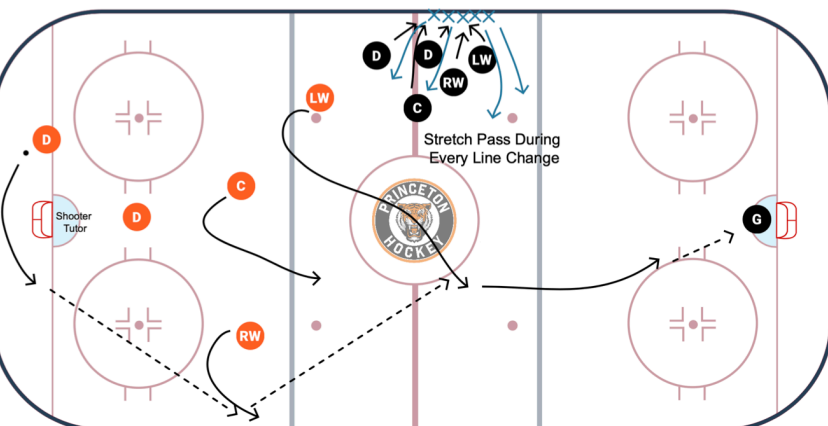 D
D
LW
RW
LW
C
D
Stretch Pass During
Every Line Change
C
PRINCETON
HOCKEY
Shooter
Tutor
D
G
RW